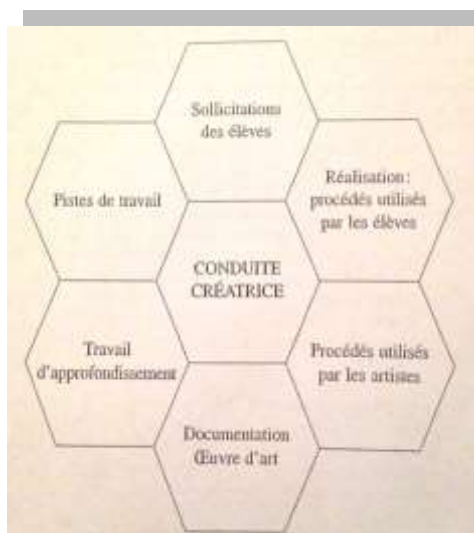 Sollicitations
des élèves
Pistes de travail
Réalisation :
procédés utilisés
par les élèves
CONDUITE
CRÉATRICE
Travail
d'approfondissement
Procédés utilisés
par les artistes
Documentation
Œuvre d'art